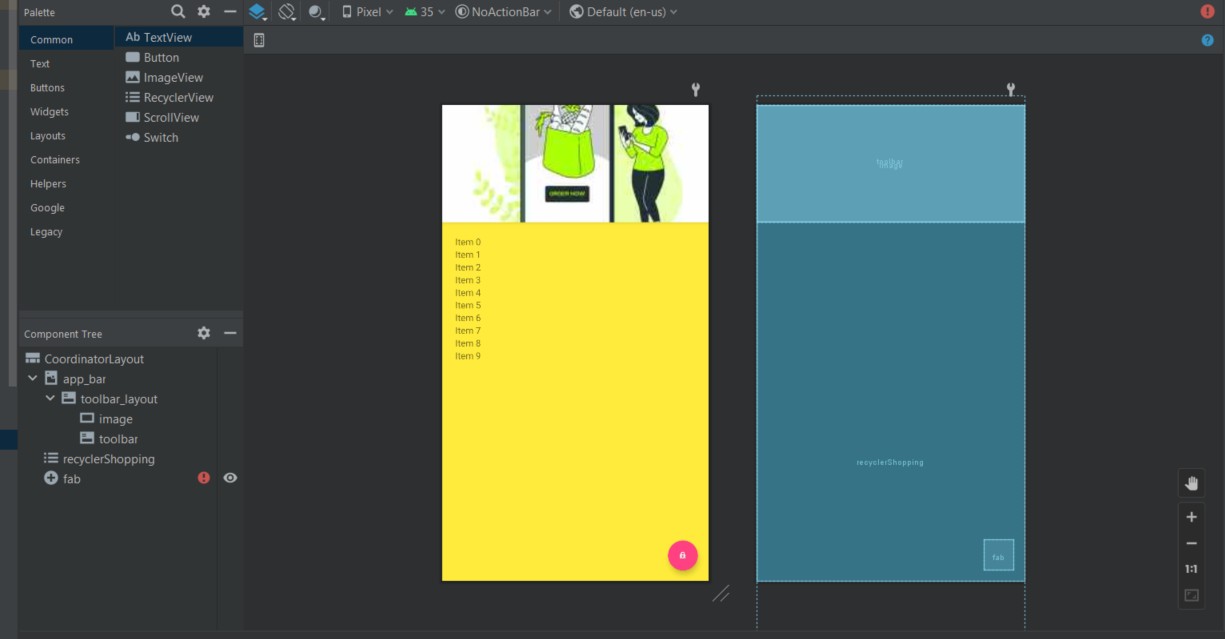 Palette
Pixel
35
NoActionBar
Default (en-us)
Common
Text
Buttons
Widgets
Layouts
Containers
Helpers
Google
Legacy
Ab TextView
Button
ImageView
RecyclerView
ScrollView
Switch
Component Tree
CoordinatorLayout
app_bar
toolbar_layout
image
toolbar
recyclerShopping
fab
ORDER NOW
Item 0
Item 1
Item 2
Item 3
Item 4
Item 5
Item 6
Item 7
Item 8
Item 9
recyclerShopping
fab
1:1